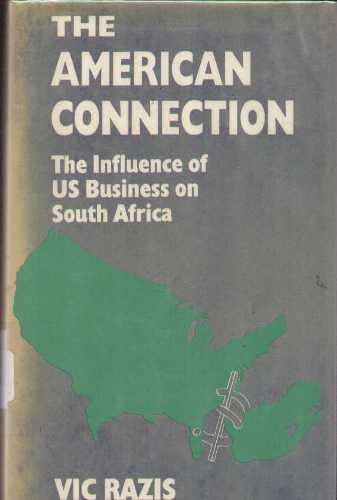 THE
AMERICAN
CONNECTION
The Influence of
US Business on
South Africa
VIC RAZIS